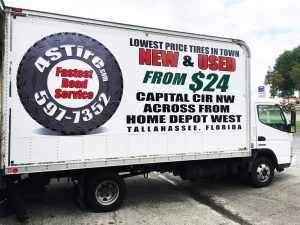 4STire.com
Fastest
Road
Service
597-7352
LOWEST PRICE TIRES IN TOWN
NEW & USED
FROM $24
CAPITAL CIR NW
ACROSS FROM
HOME DEPOT WEST
TALLAHASSEE, FLORIDA